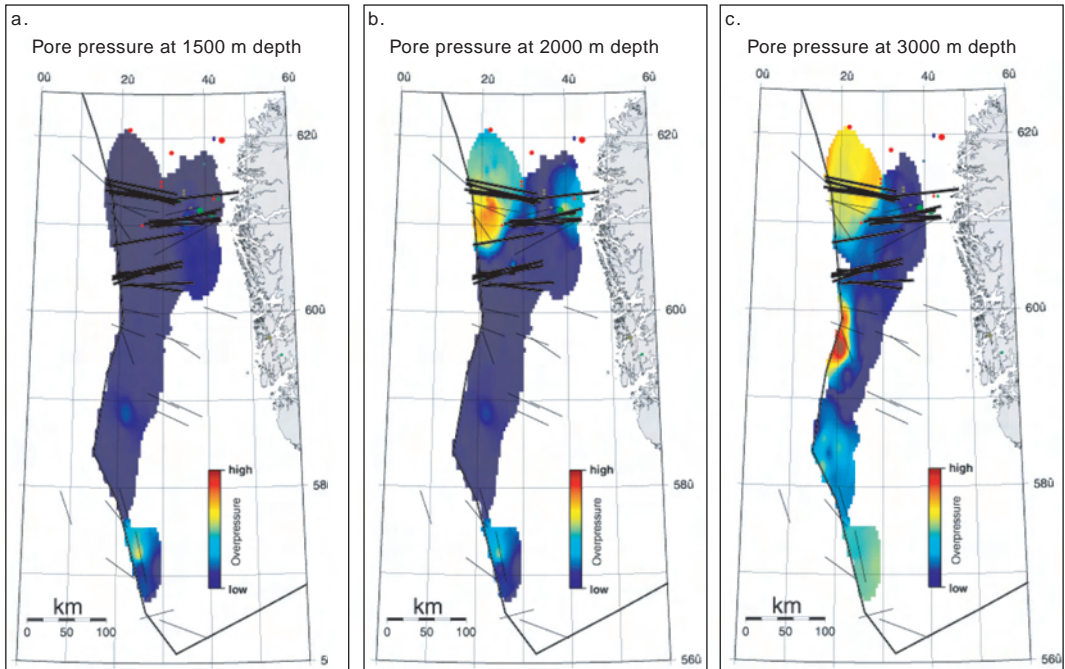 a.
Pore pressure at 1500 m depth
00 20 40 60
62û
60û
58
5
high
Overpressure
low
km
0 50 100
b.
Pore pressure at 2000 m depth
00 20 40 60
62û
60û
58
56û
high
Overpressure
low
km
0 50 100
c.
Pore pressure at 3000 m depth
00 20 40 60
62û
60û
58û
56û
high
Overpressure
low
km
0 50 100